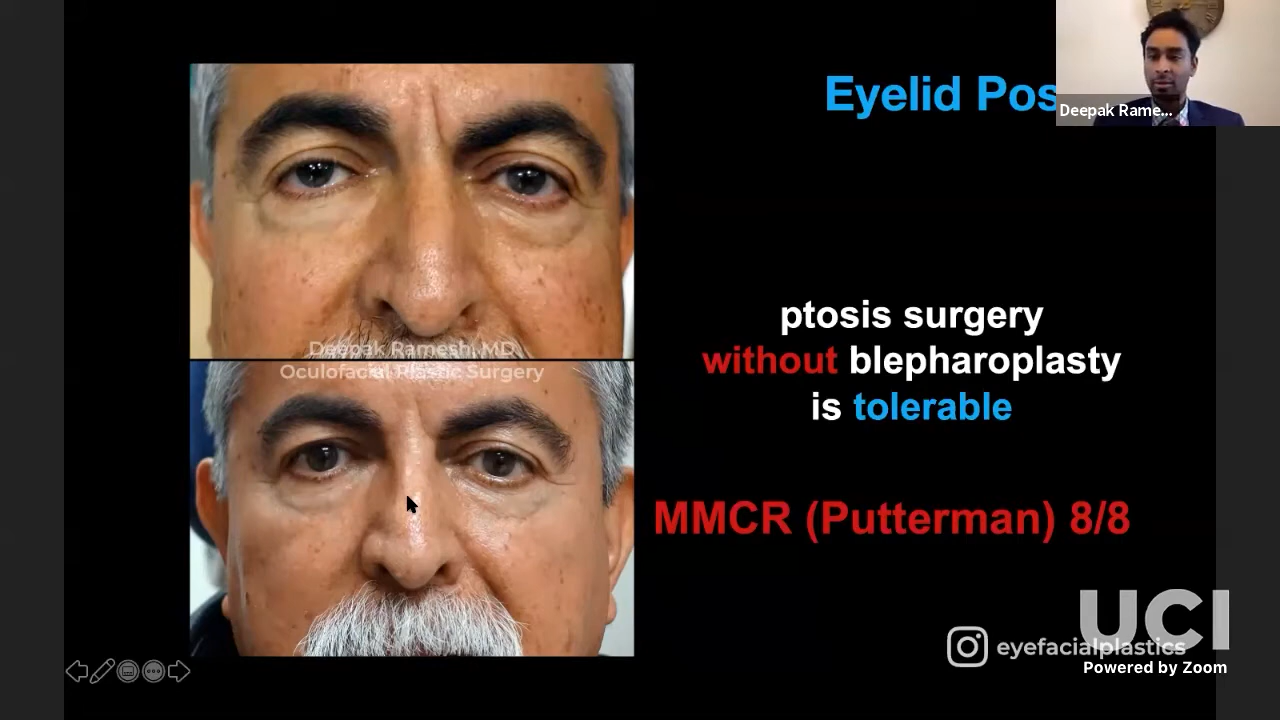 Eyelid Pos
Deepak Rame...
Deepak Ramesh, MD
Oculofacial Plastic Surgery
ptosis surgery
without blepharoplasty
is tolerable
MMCR (Putterman) 8/8
UCI
eyefacialplastics
Powered by Zoom